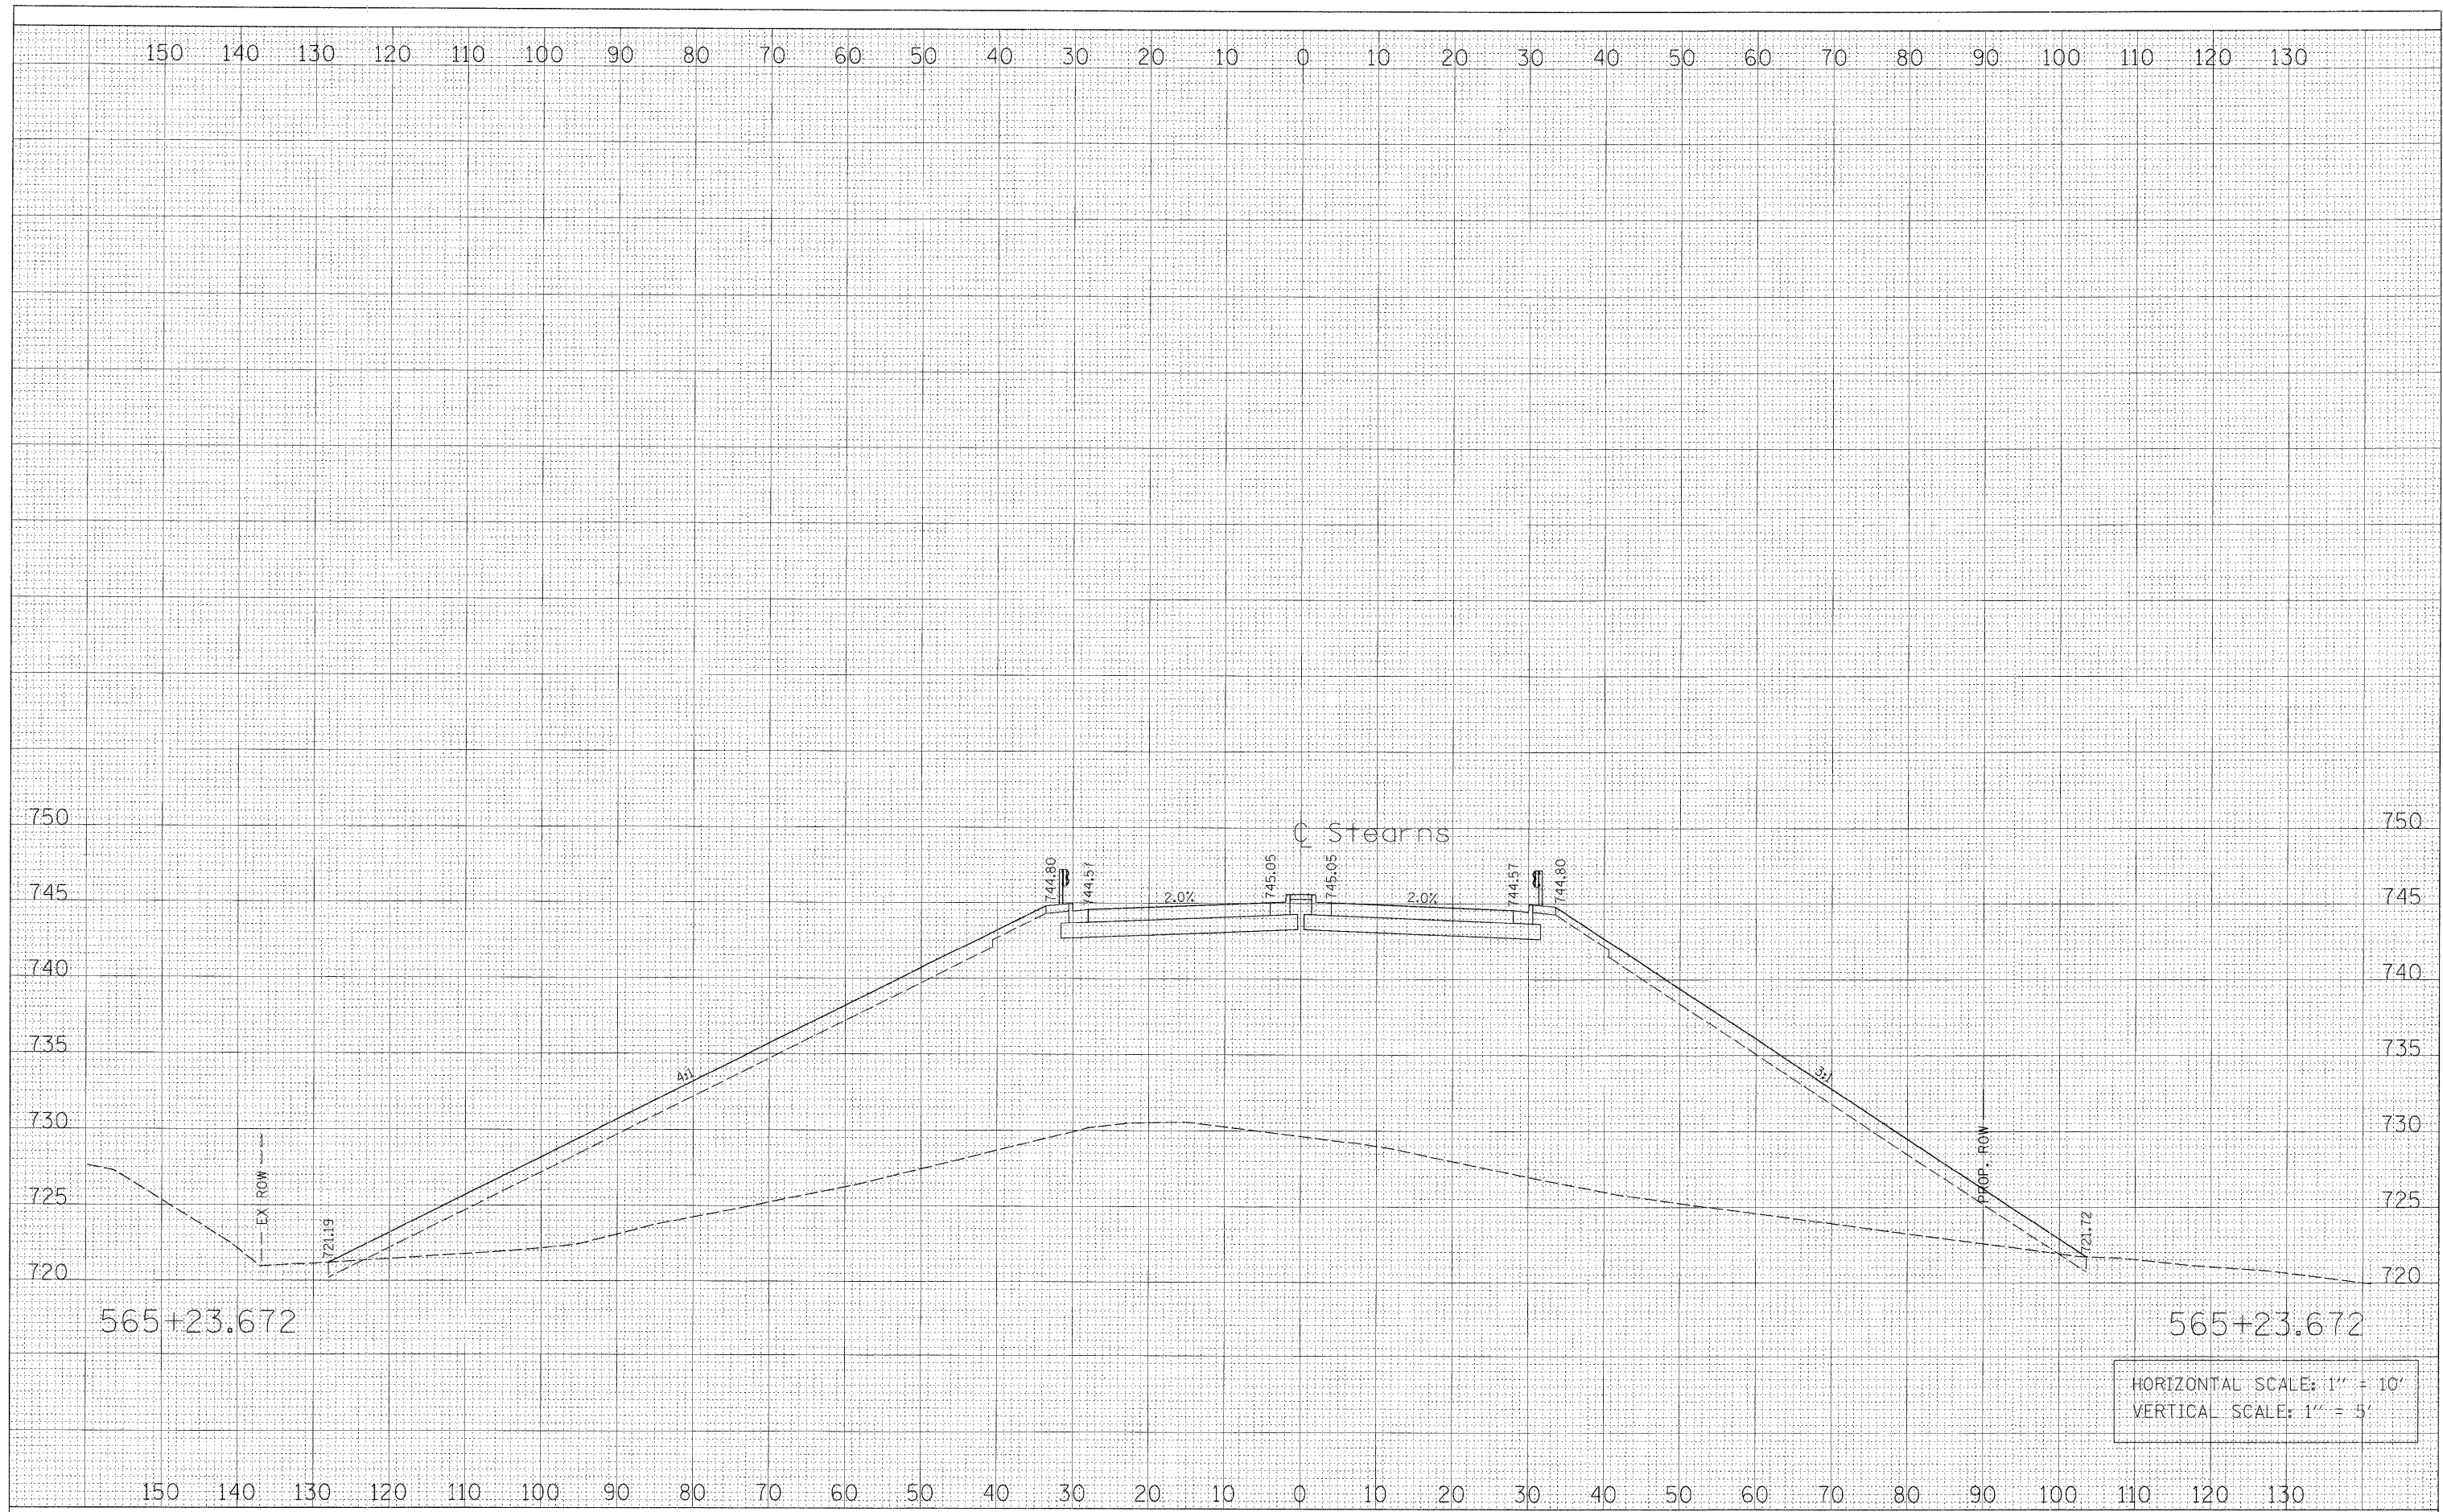 150 140 130 120 110 100 90 80 70 60 50 40 30 20 10 0 10 20 30 40 50 60 70 80 90 100 110 120 130
750 750
℄ Stearns
744.80 744.57 745.05 745.05 744.57 744.80
745 2.0% 2.0% 745
740 740
735 735
4:1 3:1
730 730
EX ROW PROP. ROW
725 725
721.19 721.72
720 720
565+23.672 565+23.672
HORIZONTAL SCALE: 1" = 10'
VERTICAL SCALE: 1" = 5'
150 140 130 120 110 100 90 80 70 60 50 40 30 20 10 0 10 20 30 40 50 60 70 80 90 100 110 120 130